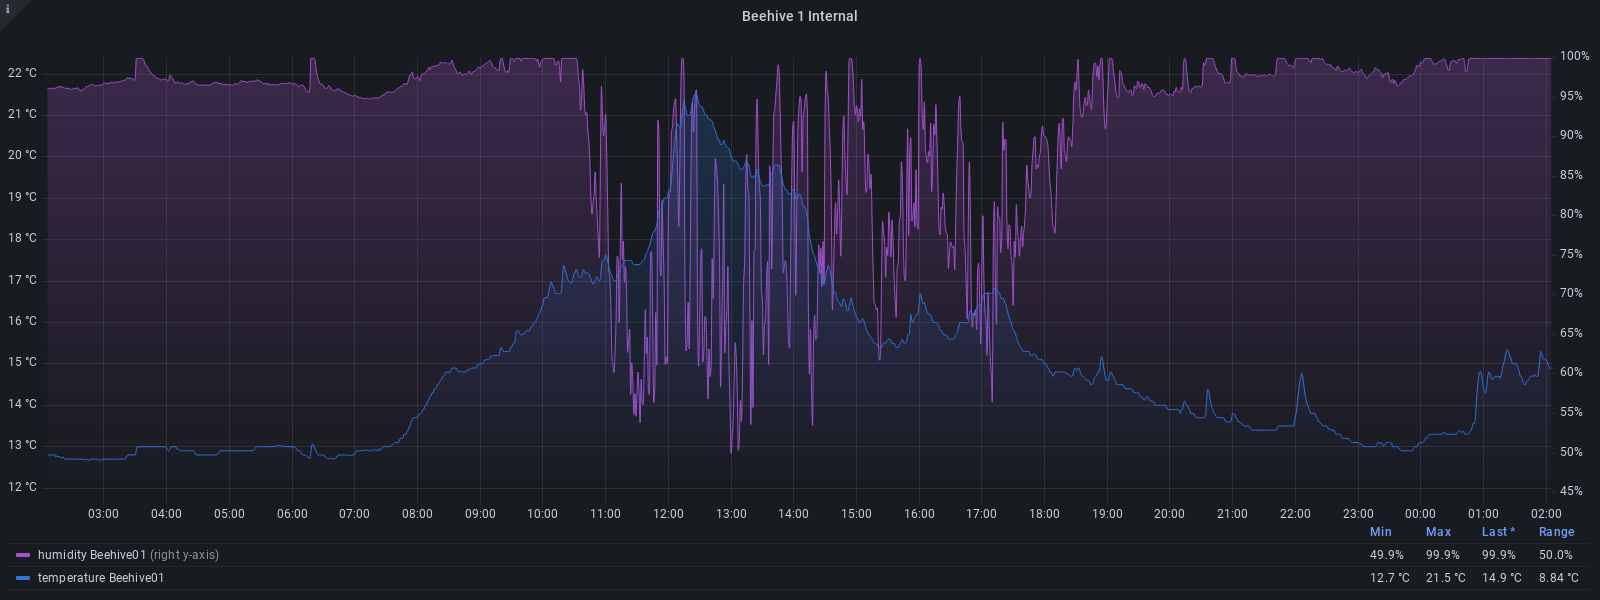 i
Beehive 1 Internal
22 °C
21 °C
20 °C
19 °C
18 °C
17 °C
16 °C
15 °C
14 °C
13 °C
12 °C
100%
95%
90%
85%
80%
75%
70%
65%
60%
55%
50%
45%
03:00 04:00 05:00 06:00 07:00 08:00 09:00 10:00 11:00 12:00 13:00 14:00 15:00 16:00 17:00 18:00 19:00 20:00 21:00 22:00 23:00 00:00 01:00 02:00
Min Max Last * Range
humidity Beehive01 (right y-axis) 49.9% 99.9% 99.9% 50.0%
temperature Beehive01 12.7 °C 21.5 °C 14.9 °C 8.84 °C